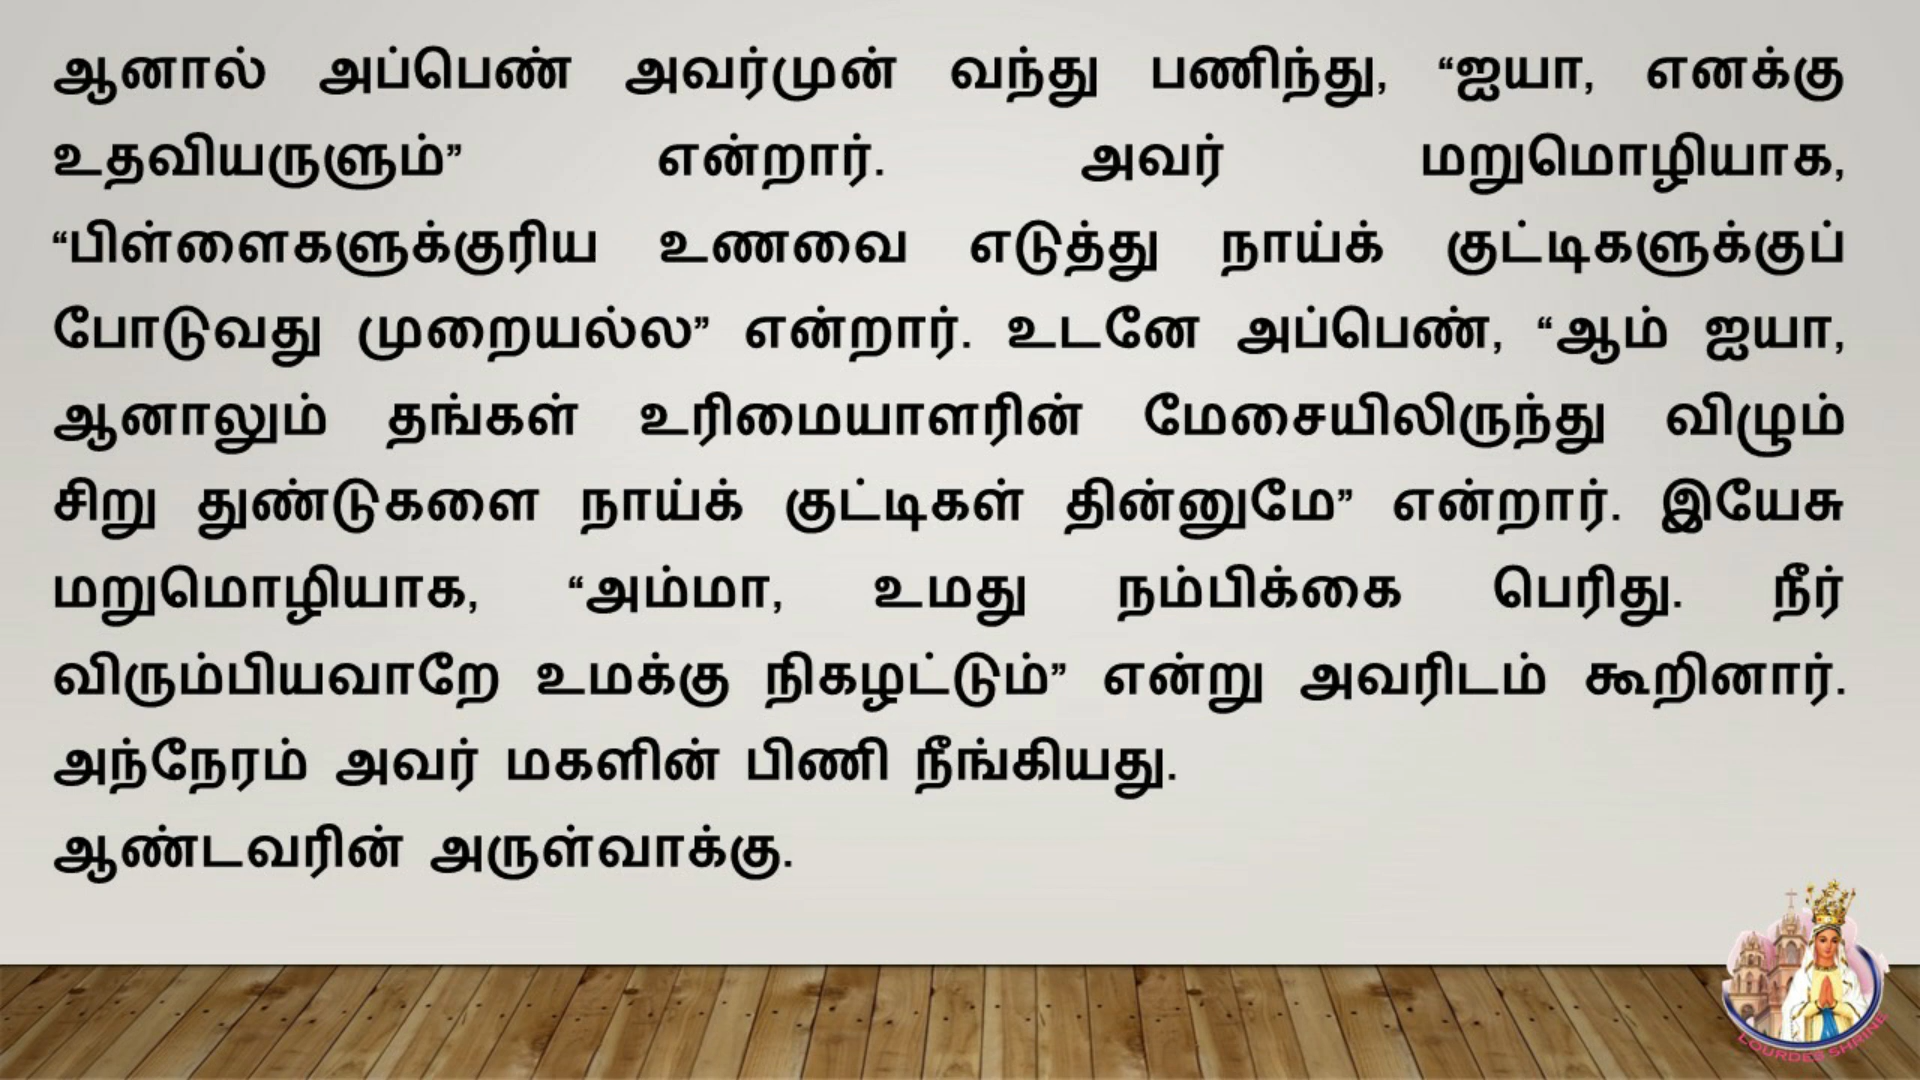 ஆனால் அப்பெண் அவர்முன் வந்து பணிந்து, “ஐயா, எனக்கு
உதவியருளும்” என்றார். அவர் மறுமொழியாக,
“பிள்ளைகளுக்குரிய உணவை எடுத்து நாய்க் குட்டிகளுக்குப்
போடுவது முறையல்ல” என்றார். உடனே அப்பெண், “ஆம் ஐயா,
ஆனாலும் தங்கள் உரிமையாளரின் மேசையிலிருந்து விழும்
சிறு துண்டுகளை நாய்க் குட்டிகள் தின்னுமே” என்றார். இயேசு
மறுமொழியாக, “அம்மா, உமது நம்பிக்கை பெரிது. நீர்
விரும்பியவாறே உமக்கு நிகழட்டும்” என்று அவரிடம் கூறினார்.
அந்நேரம் அவர் மகளின் பிணி நீங்கியது.
ஆண்டவரின் அருள்வாக்கு.
LOURDES SHRINE